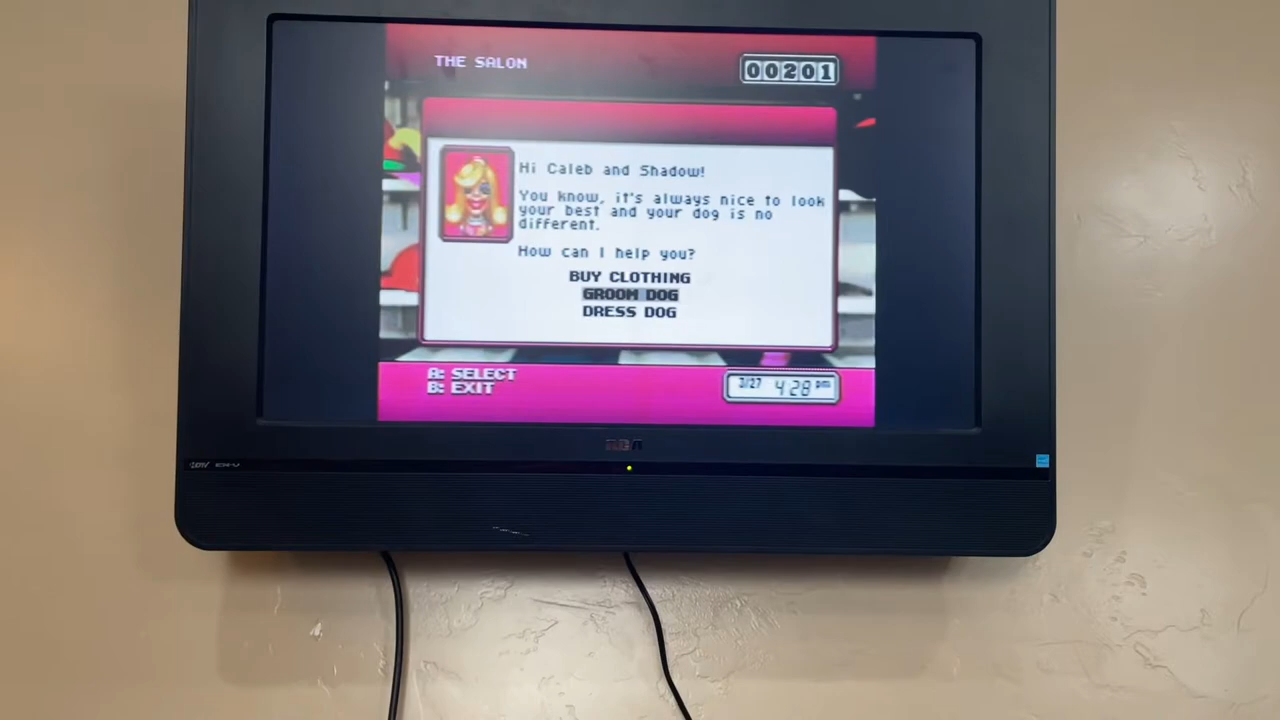 THE SALON
00201
Hi Caleb and Shadow!
You know, it's always nice to look
your best and your dog is no
different.
How can I help you?
BUY CLOTHING
GROOM DOG
DRESS DOG
A: SELECT
B: EXIT
3/27 4:28 pm
RCA